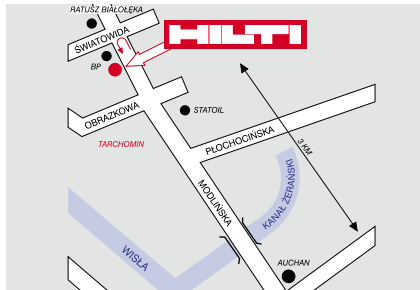 RATUSZ BIAŁOŁĘKA
ŚWIATOWIDA
HILTI
BP
OBRAZKOWA
STATOIL
TARCHOMIN
PŁOCHOCIŃSKA
3 KM
MODLIŃSKA
KANAŁ ŻERAŃSKI
WISŁA
AUCHAN